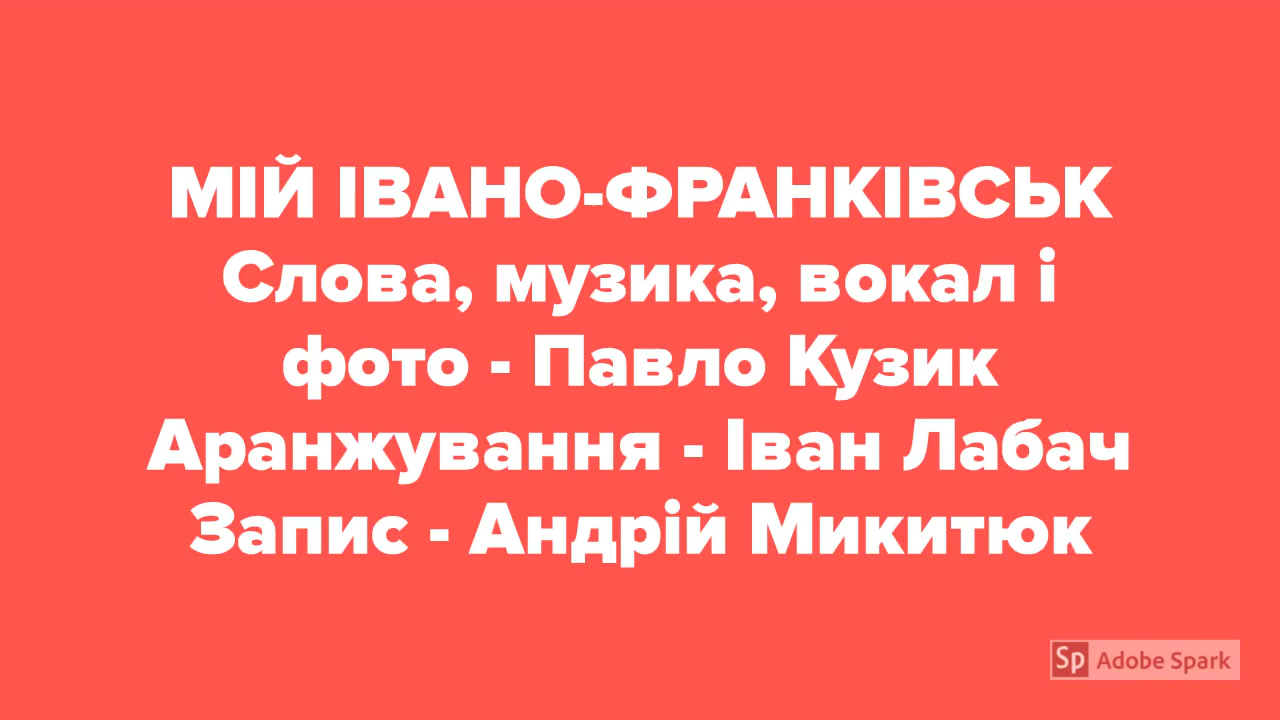 МІЙ ІВАНО-ФРАНКІВСЬК
Слова, музика, вокал і
фото - Павло Кузик
Аранжування - Іван Лабач
Запис - Андрій Микитюк
Sp Adobe Spark